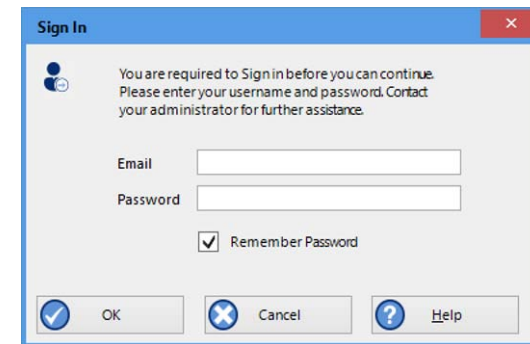 Sign In
You are required to Sign in before you can continue.
Please enter your username and password. Contact
your administrator for further assistance.
Email
Password
Remember Password
OK
Cancel
Help